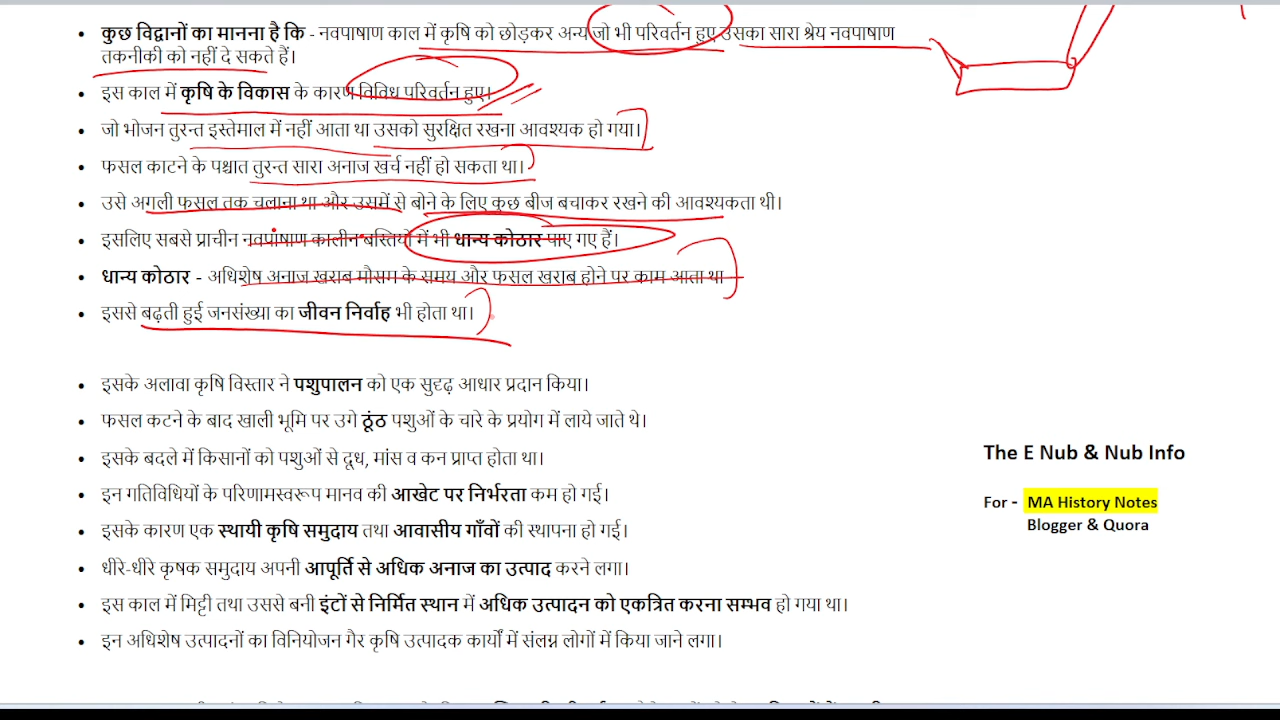 • कुछ विद्वानों का मानना है कि - नवपाषाण काल में कृषि को छोड़कर अन्य जो भी परिवर्तन हुए उसका सारा श्रेय नवपाषाण
तकनीकी को नहीं दे सकते हैं।
• इस काल में कृषि के विकास के कारण विविध परिवर्तन हुए।
• जो भोजन तुरन्त इस्तेमाल में नहीं आता था उसको सुरक्षित रखना आवश्यक हो गया।
• फसल काटने के पश्चात तुरन्त सारा अनाज खर्च नहीं हो सकता था।
• उसे अगली फसल तक चलाना था और उसमें से बोने के लिए कुछ बीज बचाकर रखने की आवश्यकता थी।
• इसलिए सबसे प्राचीन नवपाषाण कालीन बस्तियों में भी धान्य कोठार पाए गए हैं।
• धान्य कोठार - अधिशेष अनाज खराब मौसम के समय और फसल खराब होने पर काम आता था
• इससे बढ़ती हुई जनसंख्या का जीवन निर्वाह भी होता था।
• इसके अलावा कृषि विस्तार ने पशुपालन को एक सुदृढ़ आधार प्रदान किया।
• फसल कटने के बाद खाली भूमि पर उगे ठूंठ पशुओं के चारे के प्रयोग में लाये जाते थे।
• इसके बदले में किसानों को पशुओं से दूध, मांस व कन प्राप्त होता था।
• इन गतिविधियों के परिणामस्वरूप मानव की आखेट पर निर्भरता कम हो गई।
• इसके कारण एक स्थायी कृषि समुदाय तथा आवासीय गाँवों की स्थापना हो गई।
• धीरे-धीरे कृषक समुदाय अपनी आपूर्ति से अधिक अनाज का उत्पाद करने लगा।
• इस काल में मिट्टी तथा उससे बनी इंटों से निर्मित स्थान में अधिक उत्पादन को एकत्रित करना सम्भव हो गया था।
• इन अधिशेष उत्पादनों का विनियोजन गैर कृषि उत्पादक कार्यों में संलग्न लोगों में किया जाने लगा।
The E Nub & Nub Info
For - MA History Notes
Blogger & Quora